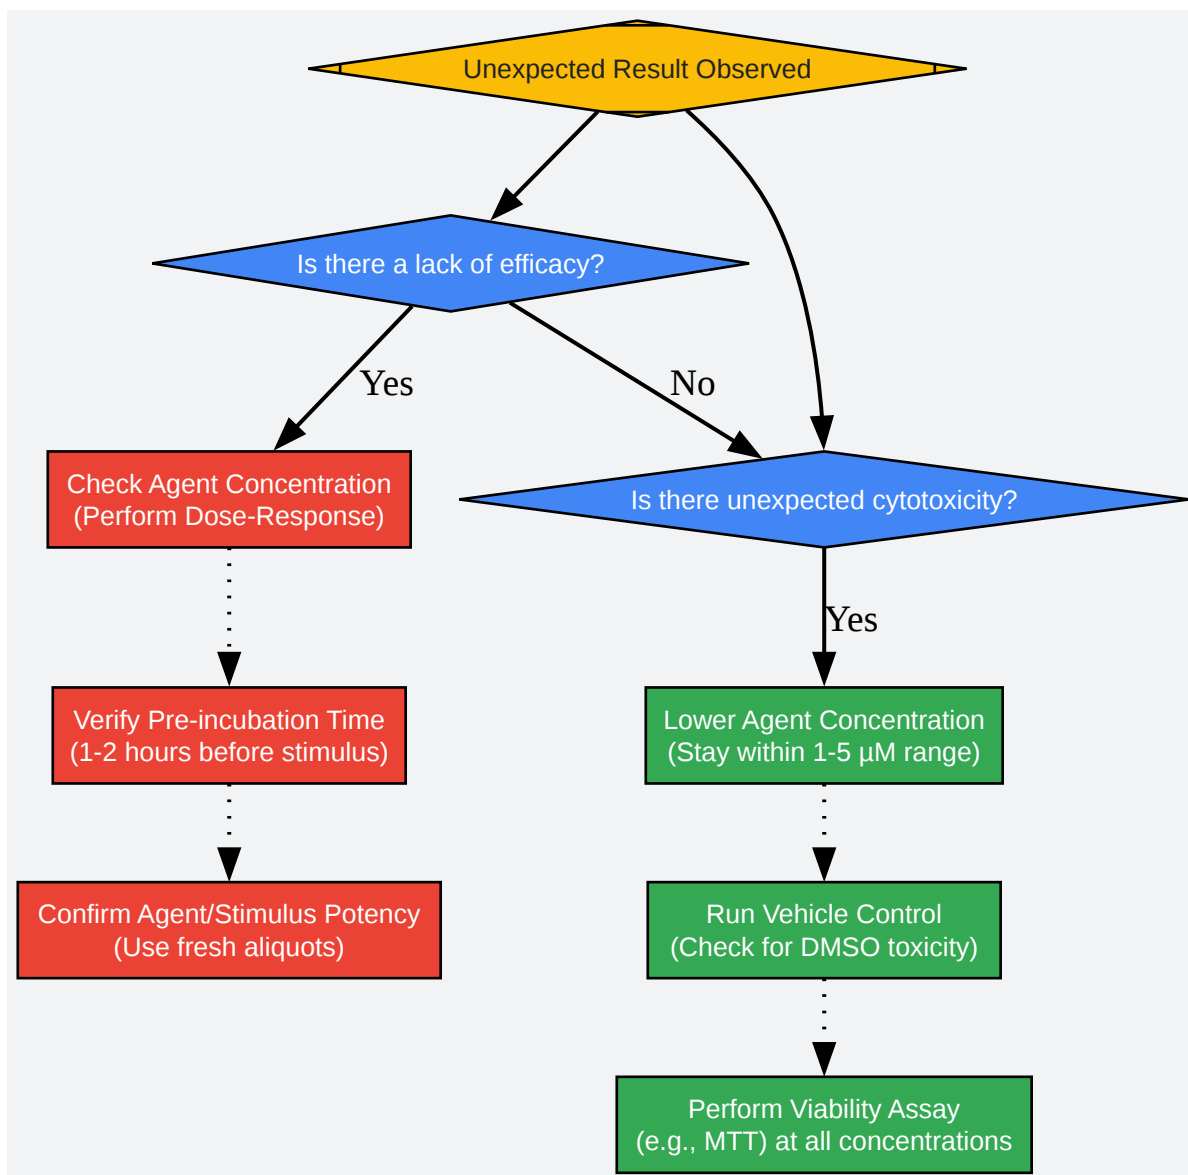 Unexpected Result Observed
Is there a lack of efficacy?
Yes
No
Check Agent Concentration
(Perform Dose-Response)
Is there unexpected cytotoxicity?
Yes
Verify Pre-incubation Time
(1-2 hours before stimulus)
Lower Agent Concentration
(Stay within 1-5 µM range)
Confirm Agent/Stimulus Potency
(Use fresh aliquots)
Run Vehicle Control
(Check for DMSO toxicity)
Perform Viability Assay
(e.g., MTT) at all concentrations